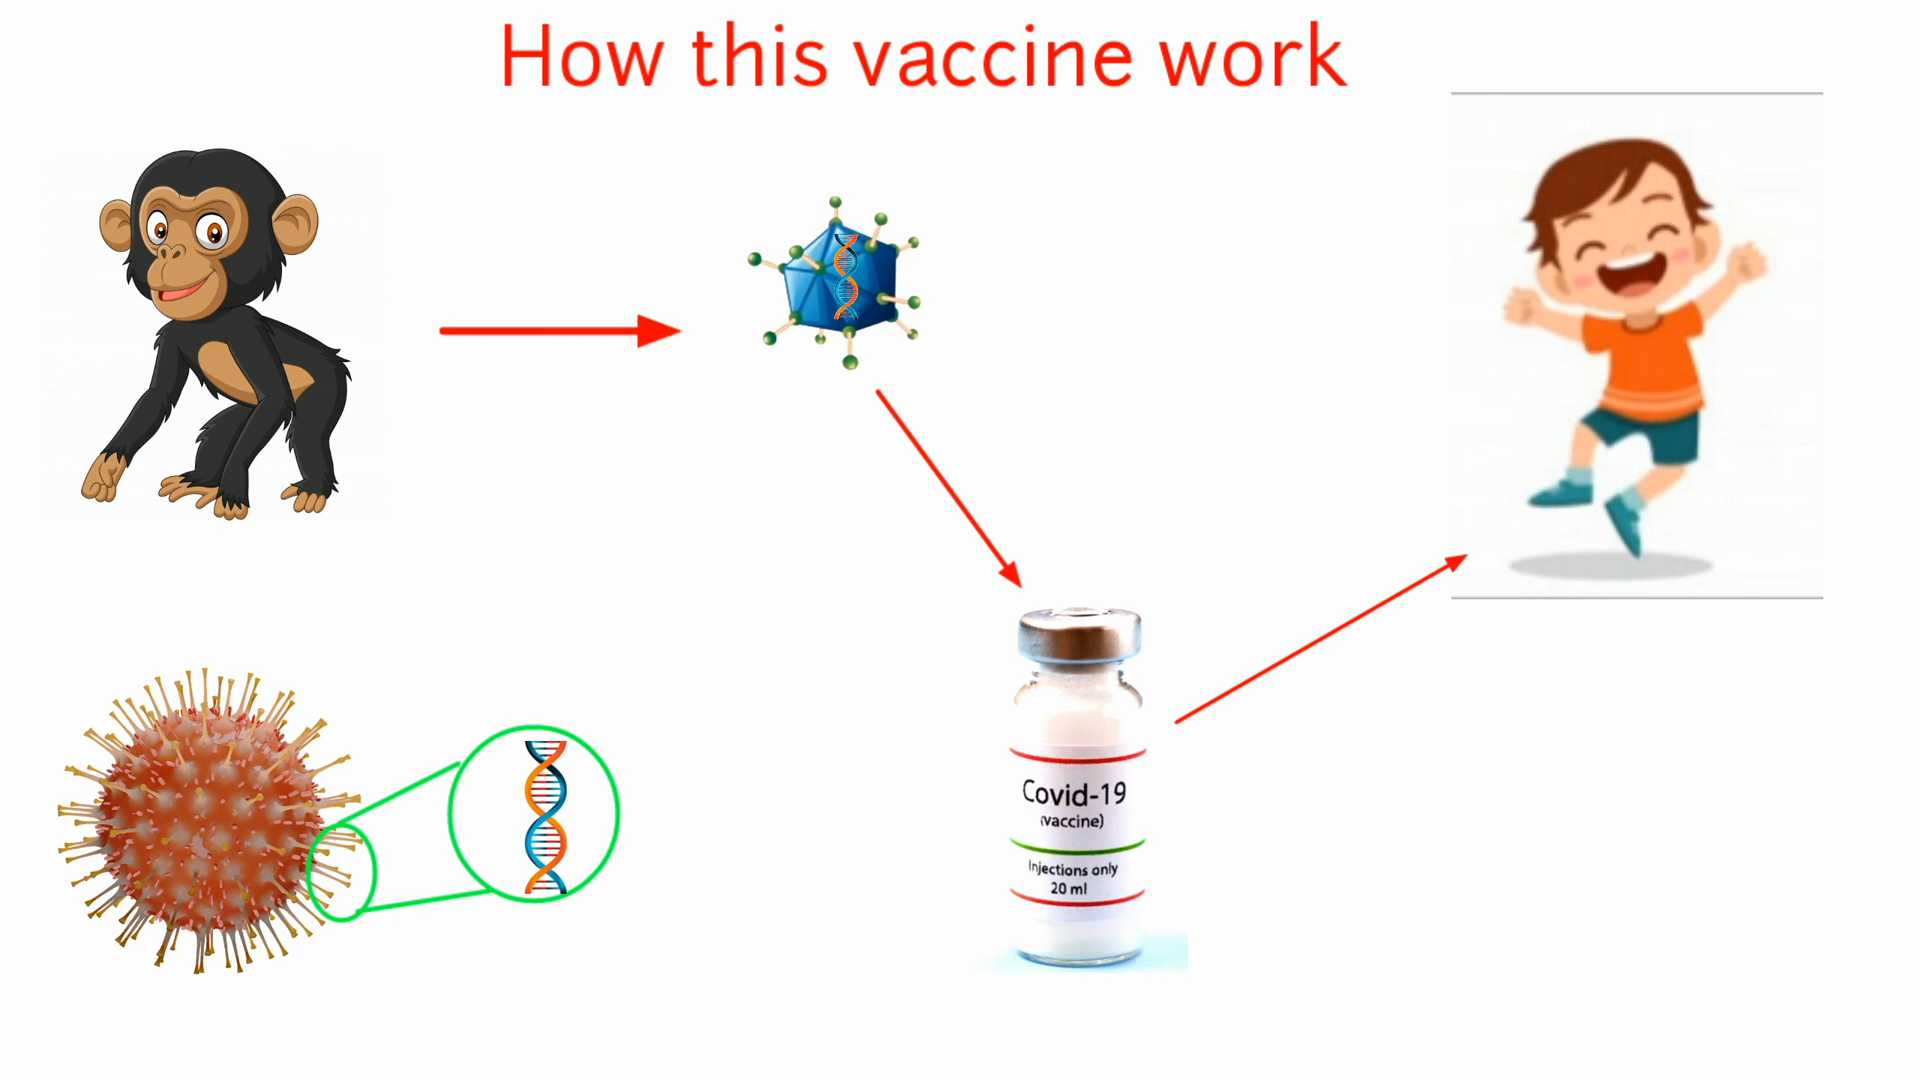 How this vaccine work
Covid-19
(vaccine)
Injections only
20 ml